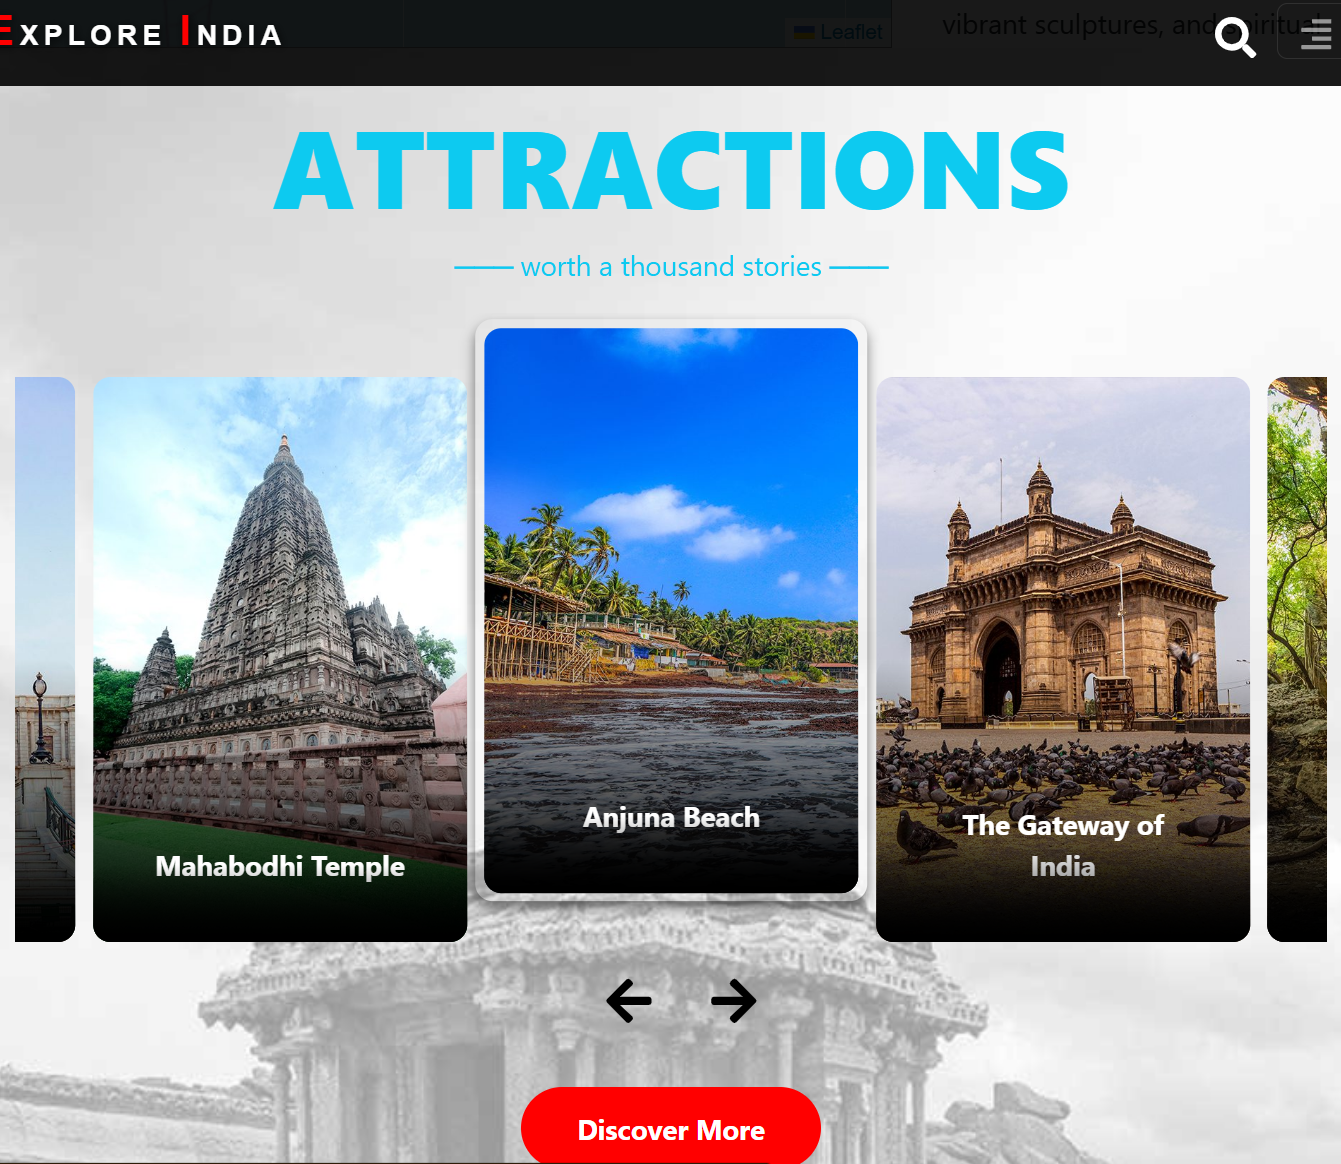 EXPLORE INDIA
Leaflet
vibrant sculptures, and spiritual
ATTRACTIONS
worth a thousand stories
Mahabodhi Temple
Anjuna Beach
The Gateway of
India
Discover More